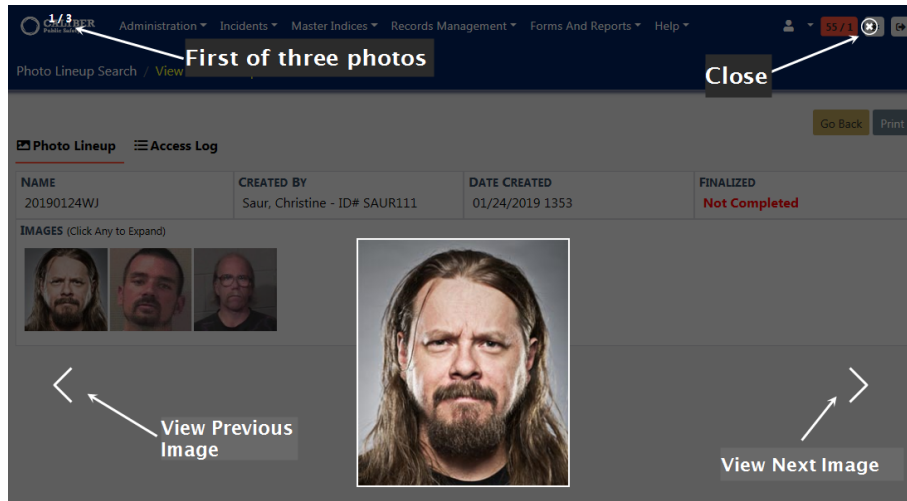 1 / 3
CALIBER
Public Safety
Administration
Incidents
Master Indices
Records Management
Forms And Reports
Help
55 / 1
First of three photos
Close
Photo Lineup Search / View
Go Back
Print
Photo Lineup
Access Log
NAME
CREATED BY
DATE CREATED
FINALIZED
20190124WJ
Saur, Christine - ID# SAUR111
01/24/2019 1353
Not Completed
IMAGES (Click Any to Expand)
View Previous
Image
View Next Image